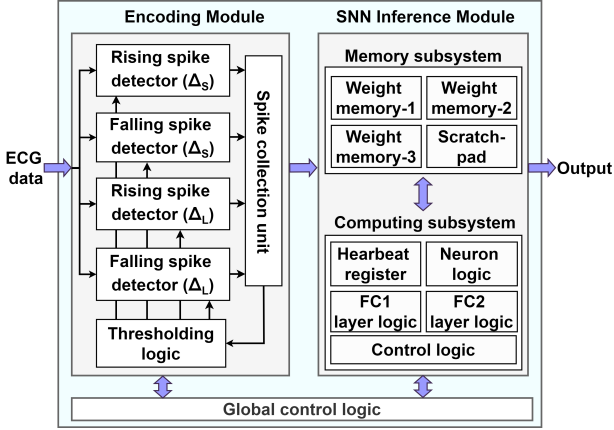 Encoding Module
SNN Inference Module
ECG
data
Rising spike
detector (ΔS)
Falling spike
detector (ΔS)
Rising spike
detector (ΔL)
Falling spike
detector (ΔL)
Thresholding
logic
Spike collection unit
Memory subsystem
Weight
memory-1
Weight
memory-2
Weight
memory-3
Scratch-
pad
Computing subsystem
Hearbeat
register
Neuron
logic
FC1
layer logic
FC2
layer logic
Control logic
Output
Global control logic